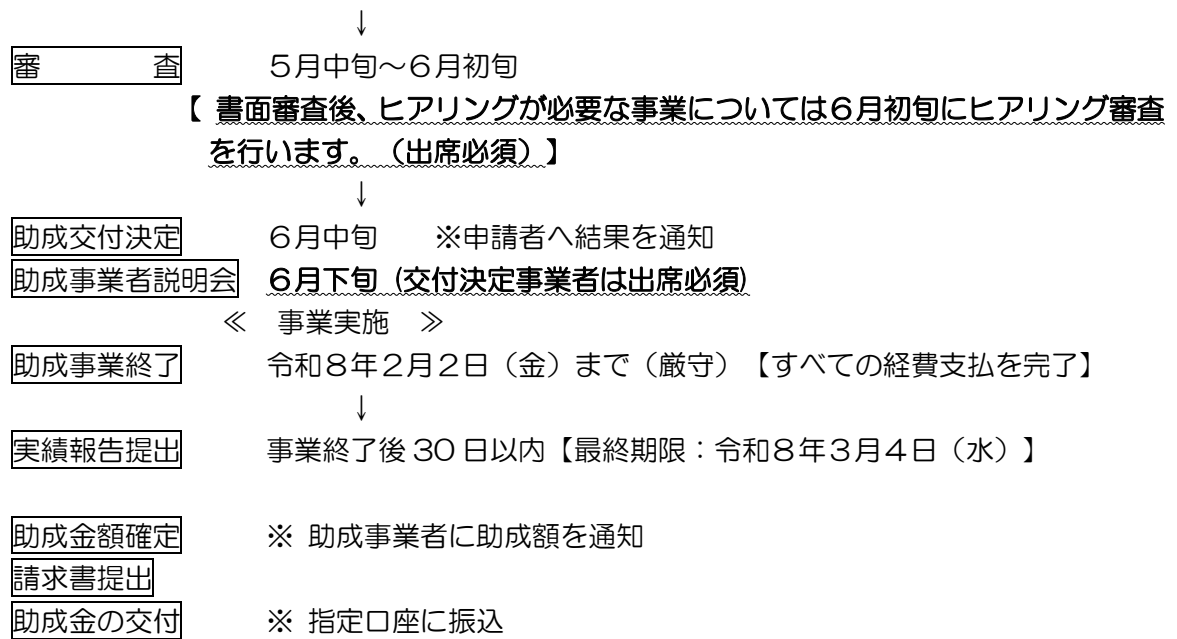 ↓
審　　　査　　５月中旬～６月初旬
【 書面審査後、ヒアリングが必要な事業については６月初旬にヒアリング審査
を行います。（出席必須）】
↓
助成交付決定　　６月中旬　　※申請者へ結果を通知
助成事業者説明会　６月下旬（交付決定事業者は出席必須）
≪　事業実施　≫
助成事業終了　　令和８年２月２日（金）まで（厳守）【すべての経費支払を完了】
↓
実績報告提出　　事業終了後 30 日以内【最終期限：令和８年３月４日（水）】
助成金額確定　　※ 助成事業者に助成額を通知
請求書提出
助成金の交付　　※ 指定口座に振込